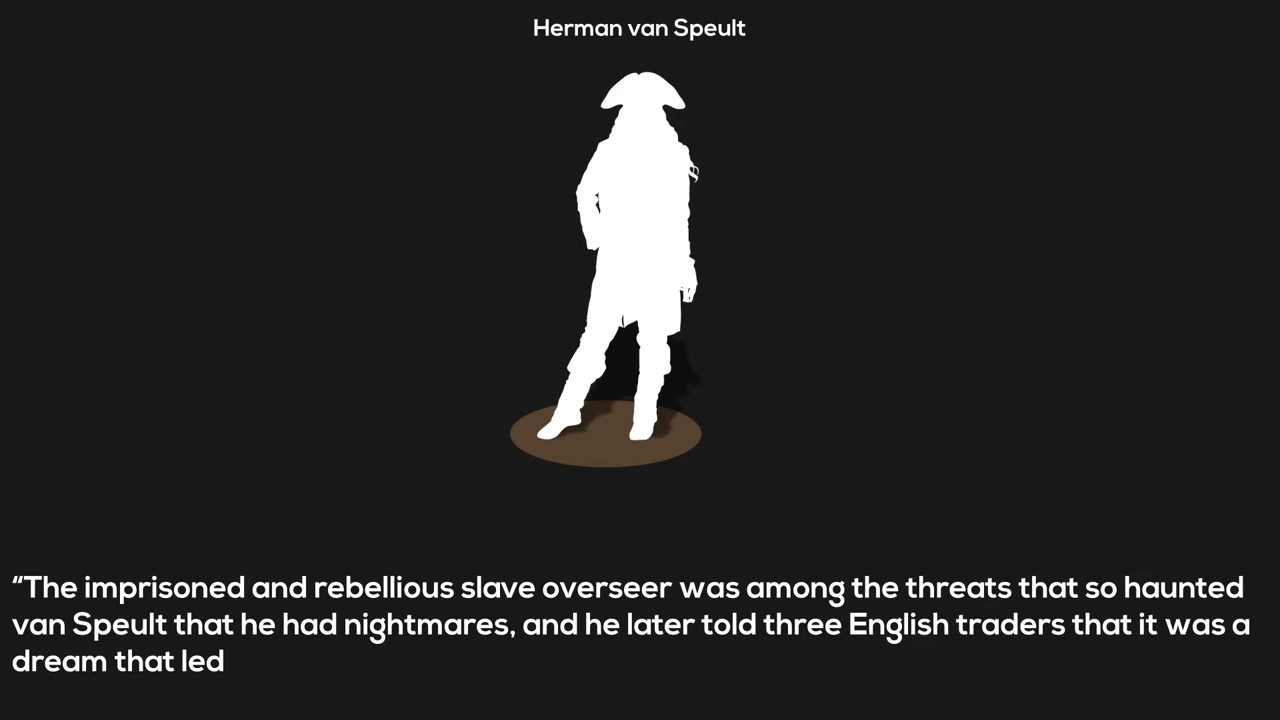 Herman van Speult
“The imprisoned and rebellious slave overseer was among the threats that so haunted
van Speult that he had nightmares, and he later told three English traders that it was a
dream that led